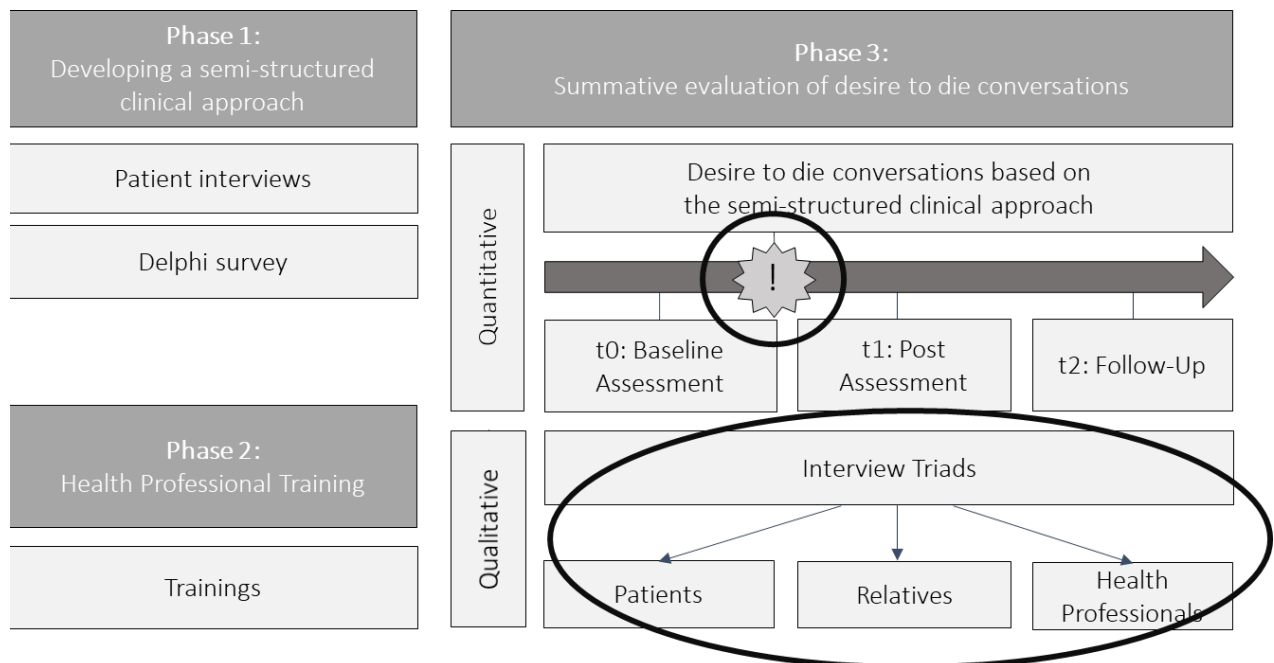 Phase 1:
Developing a semi-structured
clinical approach
Patient interviews
Delphi survey
Phase 2:
Health Professional Training
Trainings
Phase 3:
Summative evaluation of desire to die conversations
Quantitative
Desire to die conversations based on
the semi-structured clinical approach
!
t0: Baseline
Assessment
t1: Post
Assessment
t2: Follow-Up
Qualitative
Interview Triads
Patients
Relatives
Health
Professionals